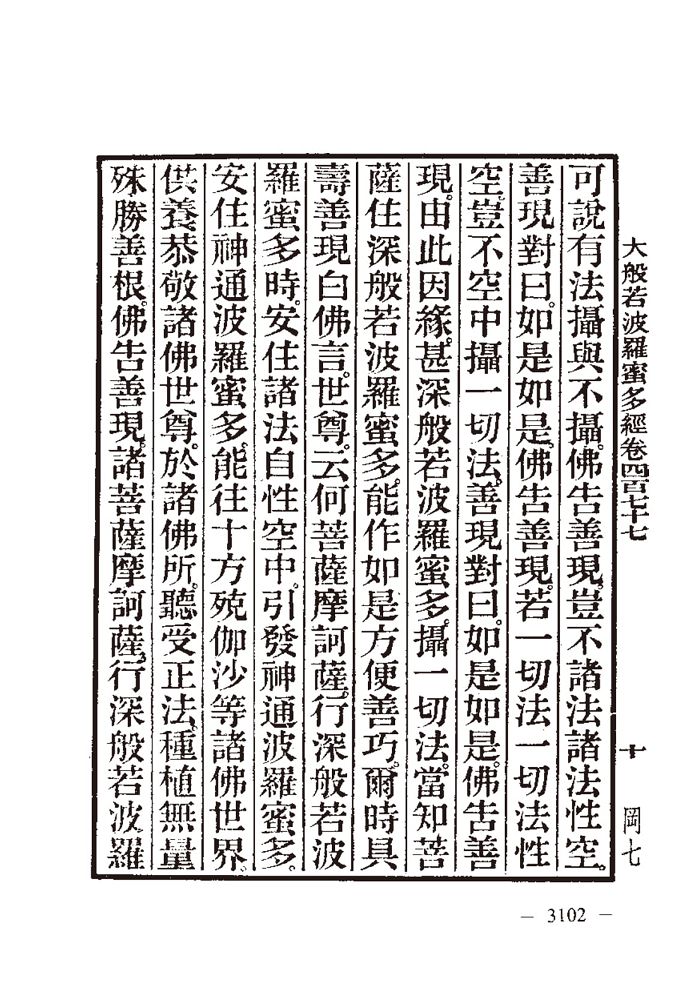 大般若波羅蜜多經卷四百七十七
十
岡七
可說有法攝與不攝。佛告善現。豈不諸法諸法性空。
善現對曰。如是如是。佛告善現。若一切法一切法性
空。豈不空中攝一切法。善現對曰。如是如是。佛告善
現。由此因緣。甚深般若波羅蜜多。攝一切法。當知菩
薩住深般若波羅蜜多。能作如是方便善巧。爾時具
壽善現白佛言。世尊。云何菩薩摩訶薩。行深般若波
羅蜜多時。安住諸法自性空中。引發神通波羅蜜多。
安住神通波羅蜜多。能往十方殑伽沙等諸佛世界。
供養恭敬諸佛世尊。於諸佛所。聽受正法。種植無量
殊勝善根。佛告善現。諸菩薩摩訶薩。行深般若波羅
— 3102 —